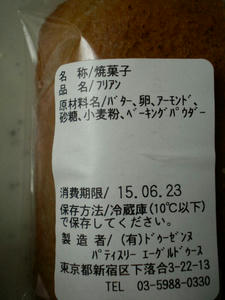 名 称/焼菓子
品名/フリアン
原材料名/バター、卵、アーモンド、
砂糖、小麦粉、ベーキングパウダー
消費期限/ 15.06.23
保存方法/冷蔵庫(10℃以下)
で保存してください。
製 造 者/ (有)ドゥーゼンヌ
パティスリー エーグルドゥース
東京都新宿区下落合3-22-13
TEL 03-5988-0330